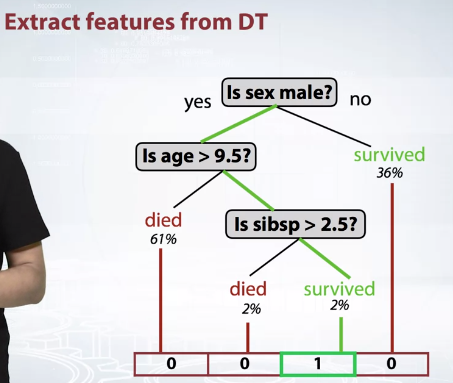 Extract features from DT
Is sex male?
yes
no
Is age > 9.5?
survived
36%
died
61%
Is sibsp > 2.5?
died
2%
survived
2%
0 0 1 0